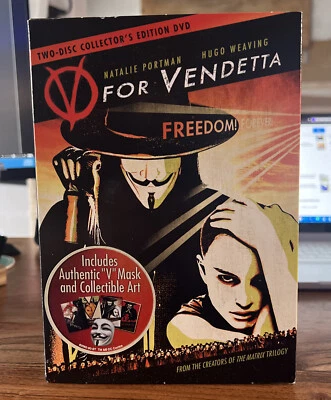 TWO-DISC COLLECTOR'S EDITION DVD
NATALIE PORTMAN HUGO WEAVING
V FOR VENDETTA
FREEDOM! FOREVER
Includes
Authentic "V" Mask
and Collectible Art
FROM THE CREATORS OF THE MATRIX TRILOGY